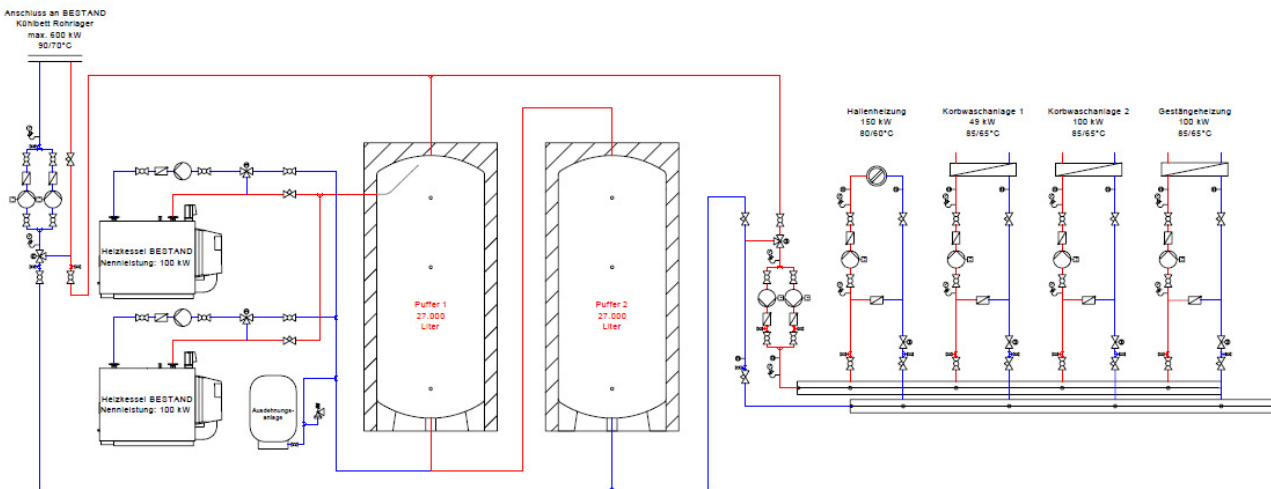 Anschluss an BESTAND
Kühlbett Rohrlager
max. 600 kW
90/70°C
Hallenheizung
150 kW
80/60°C
Korbwaschanlage 1
49 kW
85/65°C
Korbwaschanlage 2
100 kW
85/65°C
Gestängeheizung
100 kW
85/65°C
Heizkessel BESTAND
Nennleistung: 100 kW
Puffer 1
27.000
Liter
Puffer 2
27.000
Liter
Heizkessel BESTAND
Nennleistung: 100 kW
Ausdehnungs-
anlage